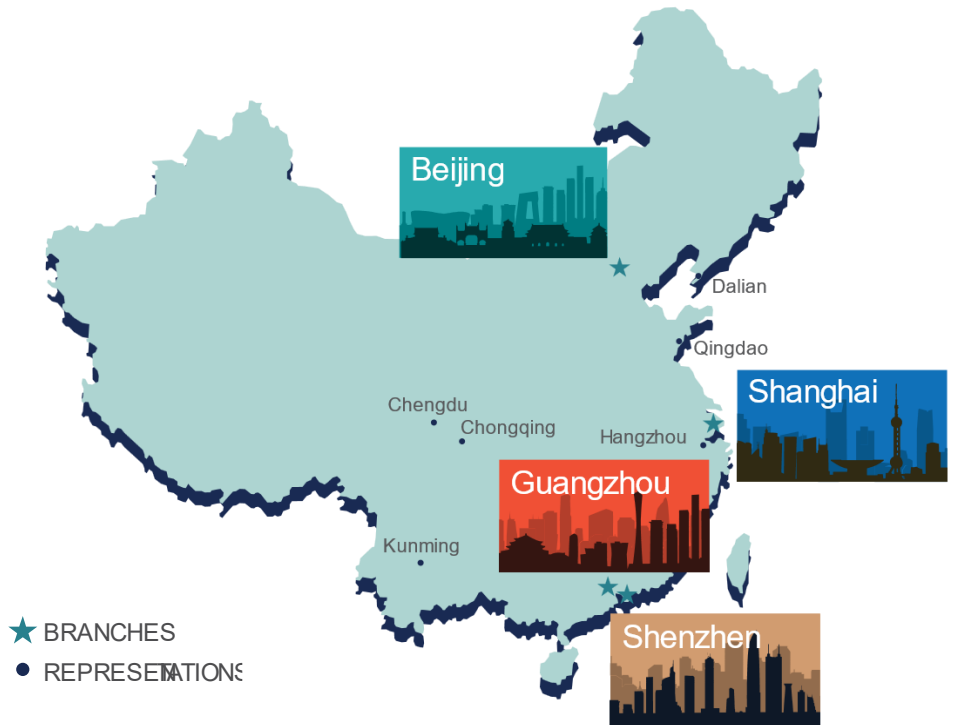 Beijing
Dalian
Qingdao
Shanghai
Chengdu
Chongqing
Hangzhou
Guangzhou
Kunming
BRANCHES
Shenzhen
REPRESENTATIONS